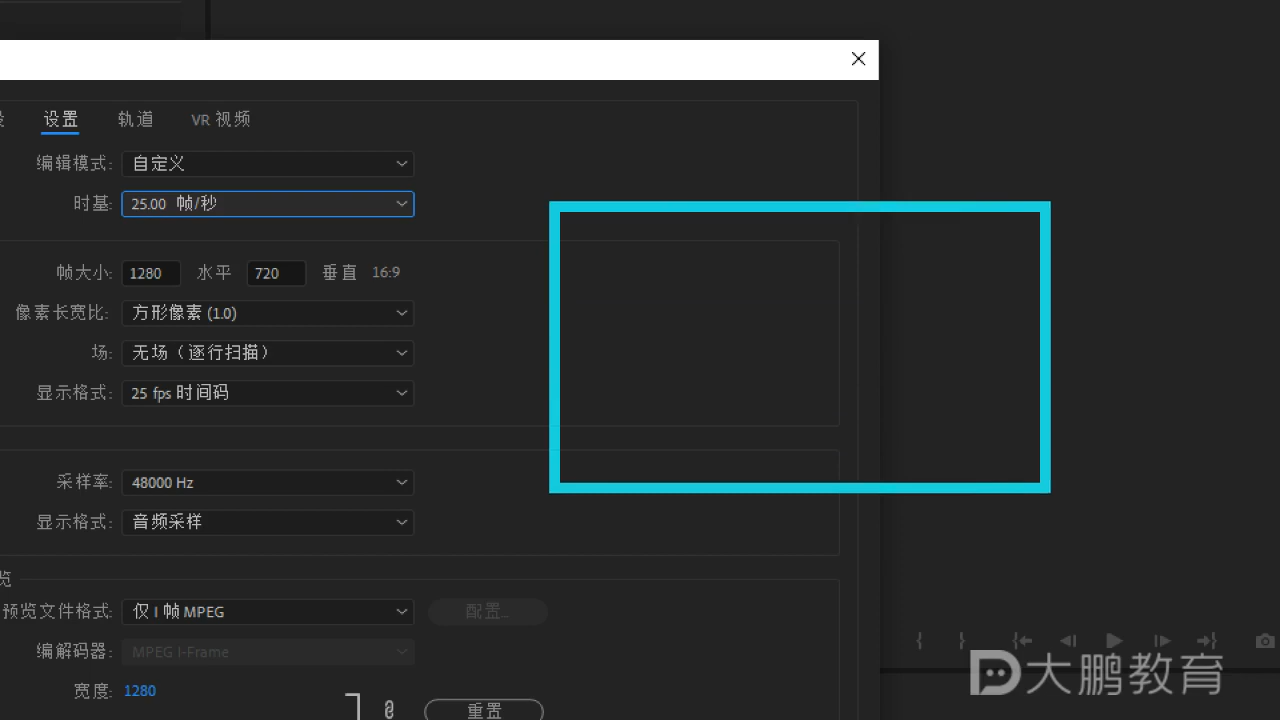 设置 轨道 VR 视频
编辑模式: 自定义
时基: 25.00 帧/秒
帧大小: 1280 水平 720 垂直 16:9
像素长宽比: 方形像素 (1.0)
场: 无场（逐行扫描）
显示格式: 25 fps 时间码
采样率: 48000 Hz
显示格式: 音频采样
览
预览文件格式: 仅 I 帧 MPEG 配置...
编解码器: MPEG I-Frame
宽度: 1280
重置
大鹏教育